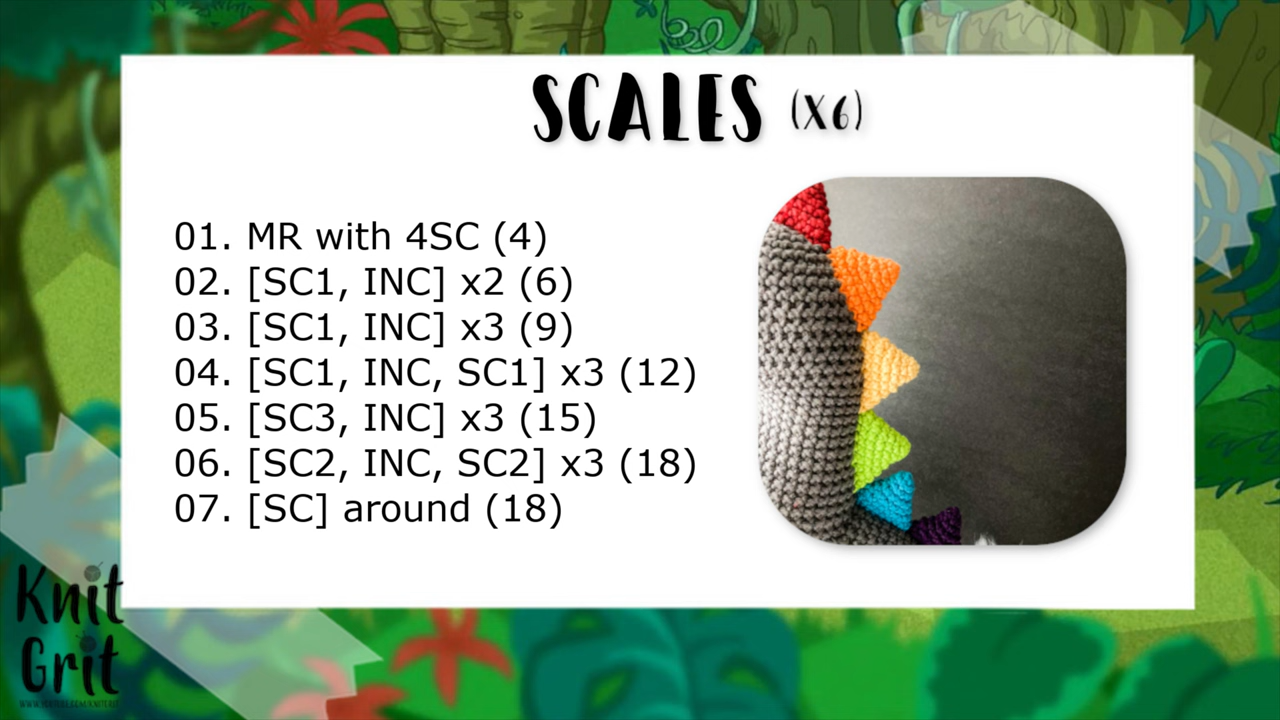 SCALES (X6)
01. MR with 4SC (4)
02. [SC1, INC] x2 (6)
03. [SC1, INC] x3 (9)
04. [SC1, INC, SC1] x3 (12)
05. [SC3, INC] x3 (15)
06. [SC2, INC, SC2] x3 (18)
07. [SC] around (18)
Knit
Grit